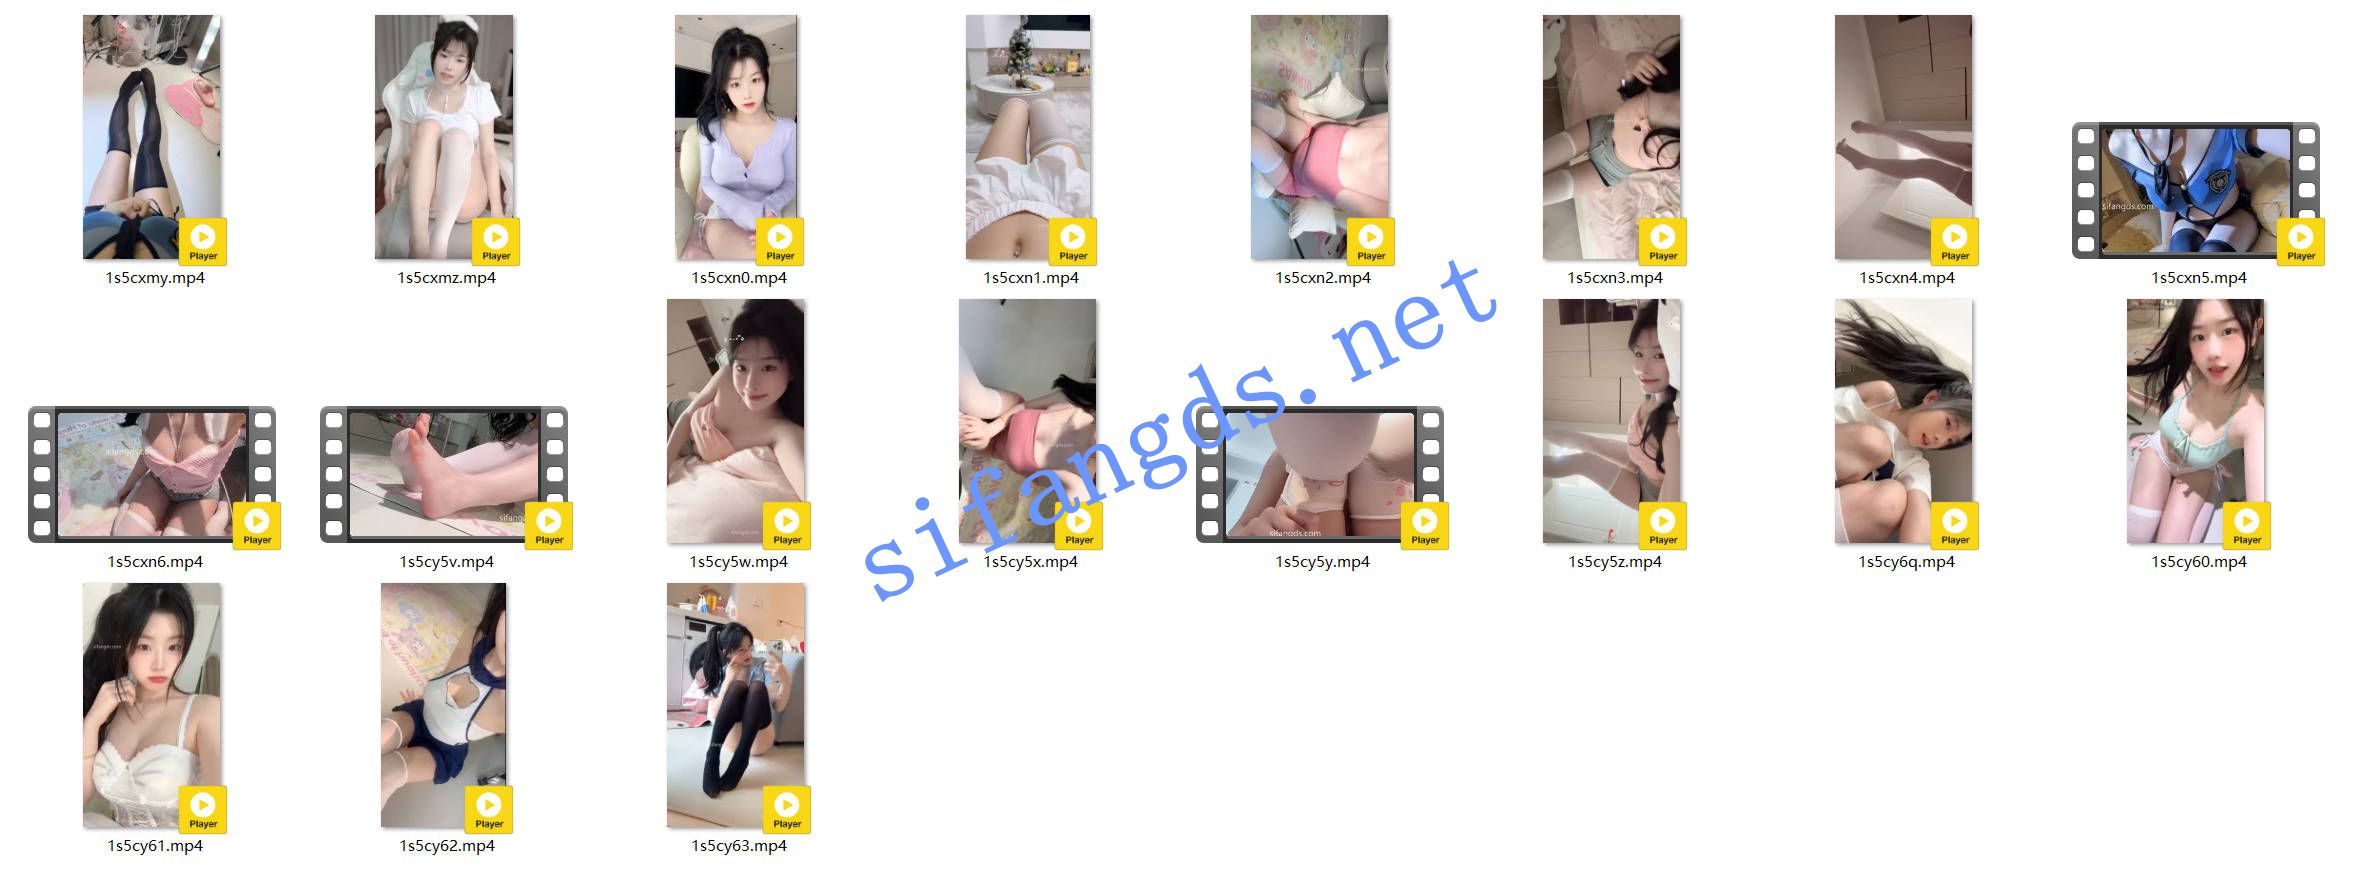 Player
Player
Player
Player
Player
Player
Player
sifangds.com
Player
1s5cxmy.mp4
1s5cxmz.mp4
1s5cxn0.mp4
1s5cxn1.mp4
1s5cxn2.mp4
1s5cxn3.mp4
1s5cxn4.mp4
1s5cxn5.mp4
sifangds.net
sifangds.com
Player
Player
Player
Player
sifangds.com
Player
Player
Player
Player
1s5cxn6.mp4
1s5cy5v.mp4
1s5cy5w.mp4
1s5cy5x.mp4
1s5cy5y.mp4
1s5cy5z.mp4
1s5cy6q.mp4
1s5cy60.mp4
sifangds.com
Player
Player
Player
1s5cy61.mp4
1s5cy62.mp4
1s5cy63.mp4